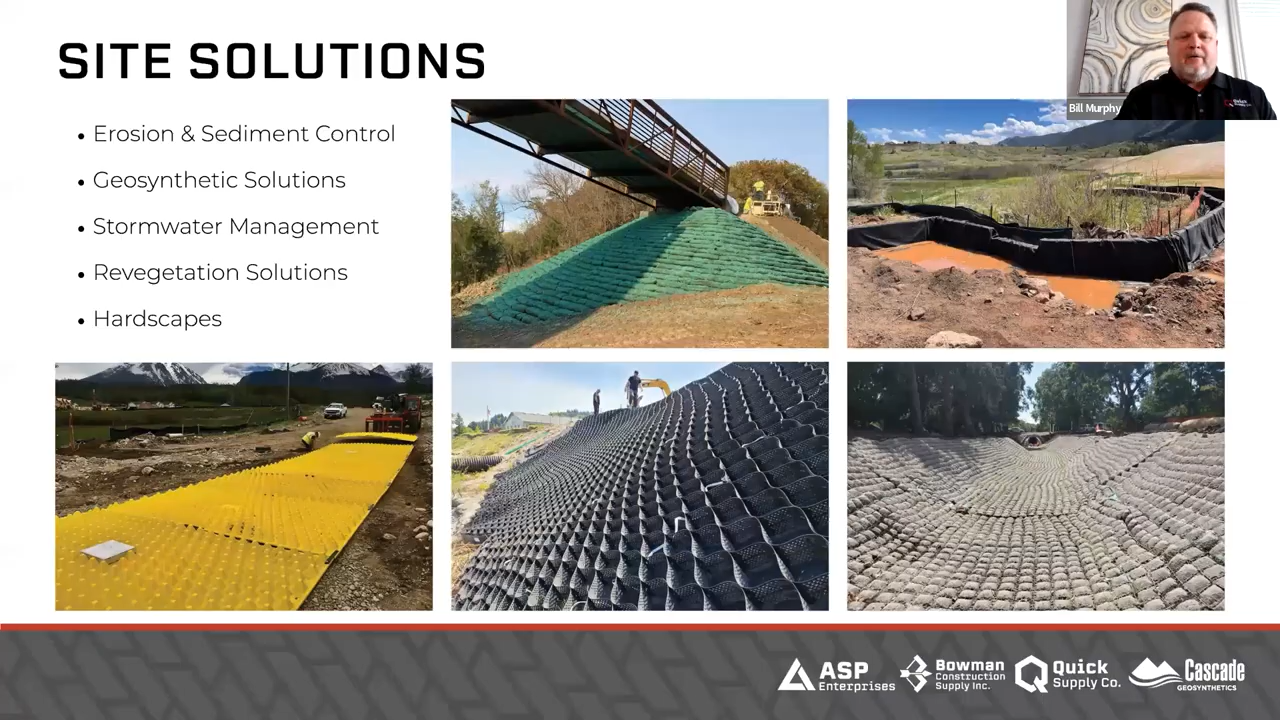 SITE SOLUTIONS
Bill Murphy
• Erosion & Sediment Control
• Geosynthetic Solutions
• Stormwater Management
• Revegetation Solutions
• Hardscapes
ASP
Enterprises
Bowman
Construction
Supply Inc.
Quick
Supply Co.
Cascade
GEOSYNTHETICS